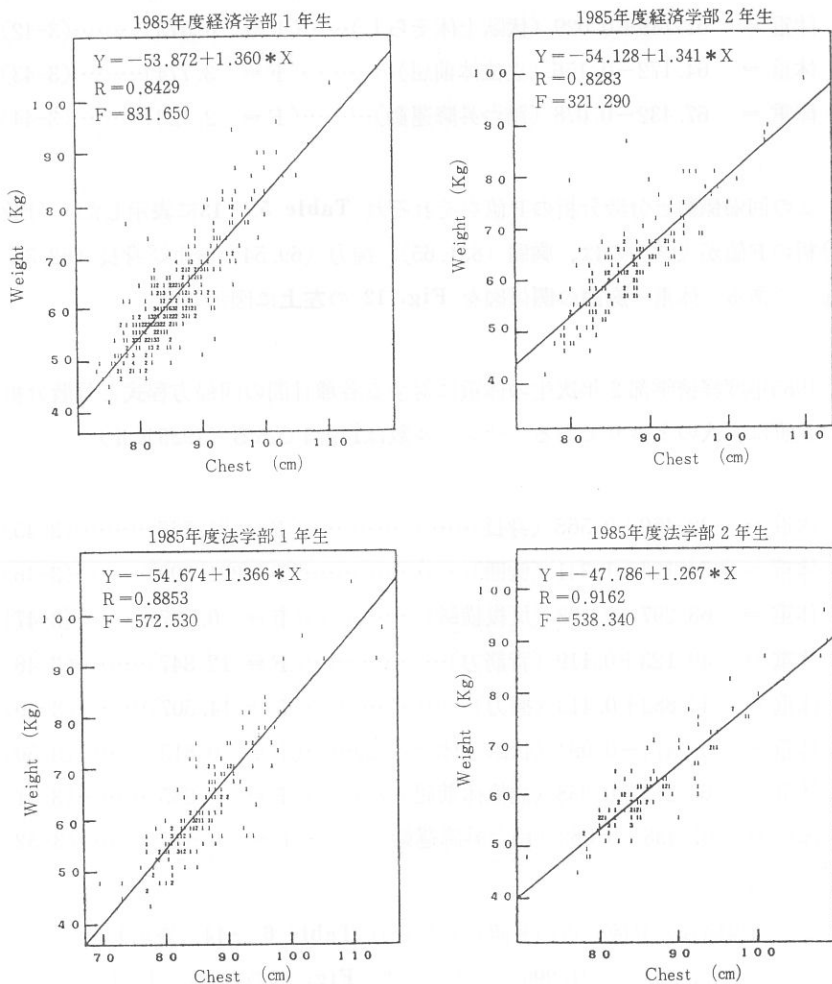 1985年度経済学部1年生
Y=-53.872+1.360*X
R=0.8429
F=831.650
Weight (Kg)
100
90
80
70
60
50
40
80 90 100 110
Chest (cm)
1985年度経済学部2年生
Y=-54.128+1.341*X
R=0.8283
F=321.290
Weight (Kg)
100
90
80
70
60
50
40
80 90 100 110
Chest (cm)
1985年度法学部1年生
Y=-54.674+1.366*X
R=0.8853
F=572.530
Weight (Kg)
100
90
80
70
60
50
40
70 80 90 100 110
Chest (cm)
1985年度法学部2年生
Y=-47.786+1.267*X
R=0.9162
F=538.340
Weight (Kg)
100
90
80
70
60
50
40
80 90 100
Chest (cm)